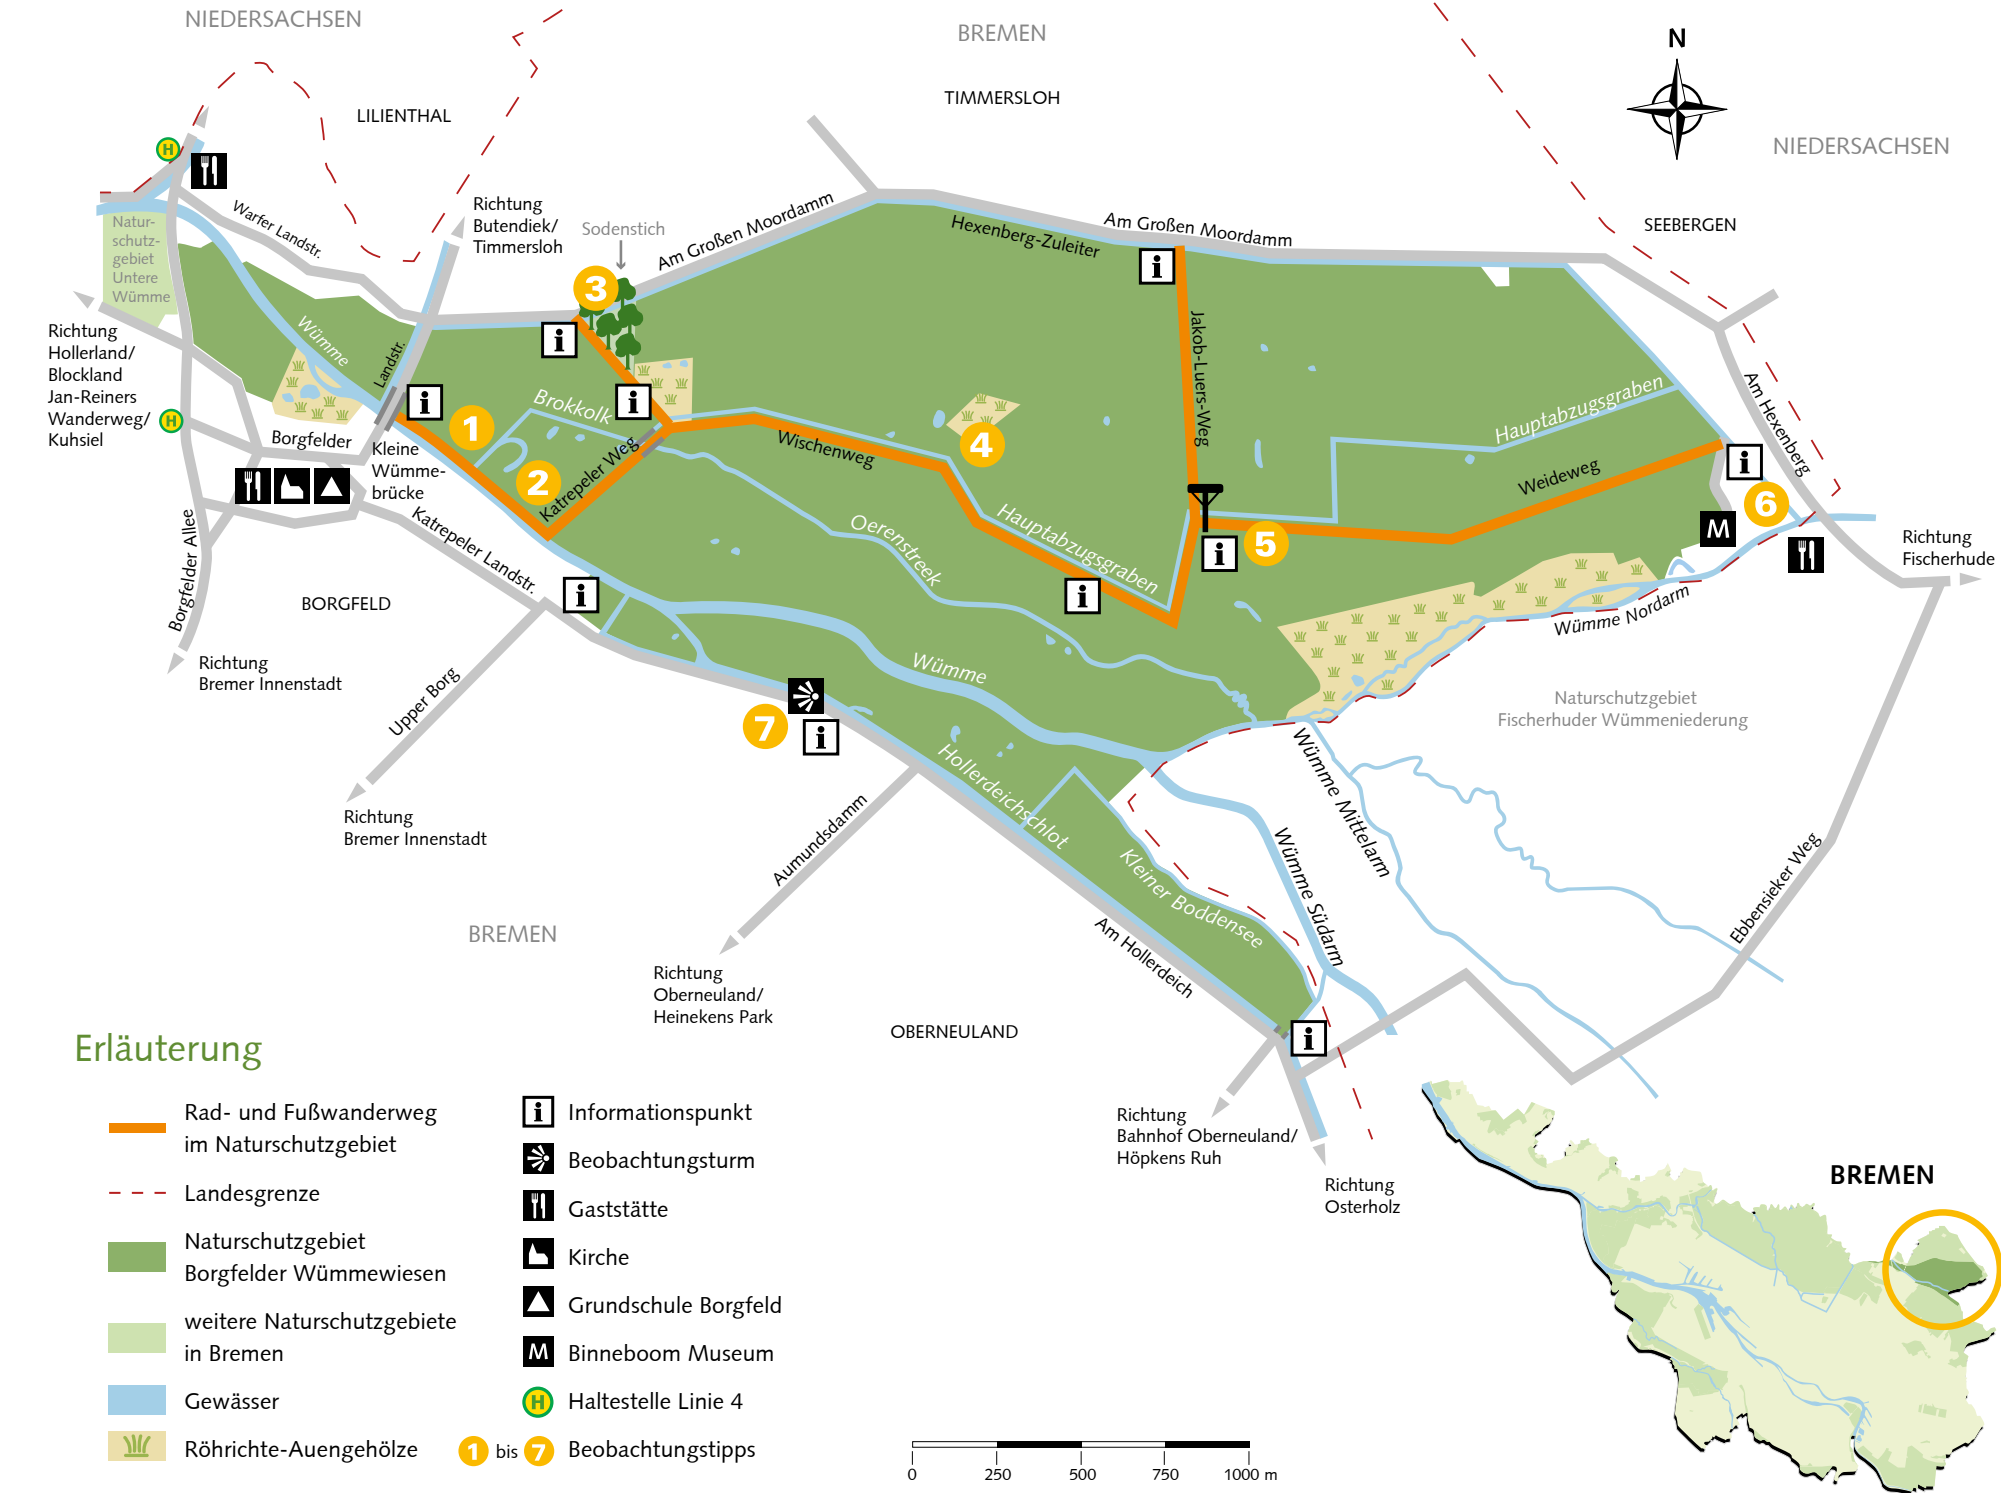 NIEDERSACHSEN
BREMEN
N
TIMMERSLOH
LILIENTHAL
NIEDERSACHSEN
H
Richtung
Butendiek/
Timmersloh
Sodenstich
Warfer Landstr.
Am Großen Moordamm
Hexenberg-Zuleiter
Am Großen Moordamm
SEEBERGEN
Natur-
schutz-
gebiet
Untere
Wümme
3
i
i
Jakob-Luers-Weg
Wümme
Landstr.
Richtung
Hollerland/
Blockland
Jan-Reiners
Wanderweg/
Kuhsiel
H
i
i
1
Brokkolk
2
Katrepeler Weg
Wischenweg
4
Hauptabzugsgraben
Am Hexenberg
Weideweg
i
6
M
Borgfelder
Kleine
Wümme-
brücke
Katrepeler Landstr.
Borgfelder Allee
Oerenstreek
Hauptabzugsgraben
i
5
i
i
Richtung
Fischerhude
BORGFELD
Wümme Nordarm
Richtung
Bremer Innenstadt
Upper Borg
Wümme
7
i
Naturschutzgebiet
Fischerhuder Wümmeniederung
Hollerdeichschlot
Wümme Mittelarm
Richtung
Bremer Innenstadt
Aumundsdamm
Kleiner Boddensee
Wümme Südarm
Ebbensieker Weg
BREMEN
Am Hollerdeich
Richtung
Oberneuland/
Heinekens Park
OBERNEULAND
i
Richtung
Bahnhof Oberneuland/
Höpkens Ruh
Richtung
Osterholz
BREMEN
Erläuterung
Rad- und Fußwanderweg
im Naturschutzgebiet
Landesgrenze
Naturschutzgebiet
Borgfelder Wümmewiesen
weitere Naturschutzgebiete
in Bremen
Gewässer
Röhrichte-Auengehölze
i Informationspunkt
Beobachtungsturm
Gaststätte
Kirche
Grundschule Borgfeld
M Binneboom Museum
H Haltestelle Linie 4
1 bis 7 Beobachtungstipps
0 250 500 750 1000 m